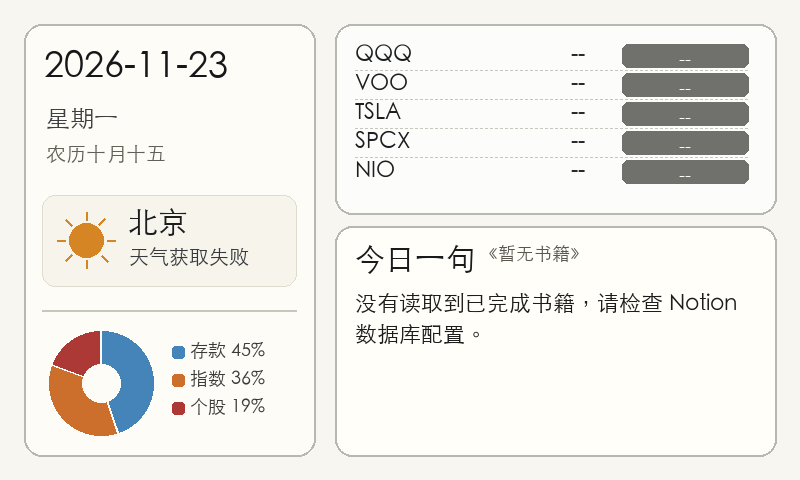 2026-11-23
星期一
农历十月十五
北京
天气获取失败
存款 45%
指数 36%
个股 19%
QQQ -- --
VOO -- --
TSLA -- --
SPCX -- --
NIO -- --
今日一句 《暂无书籍》
没有读取到已完成书籍，请检查 Notion
数据库配置。